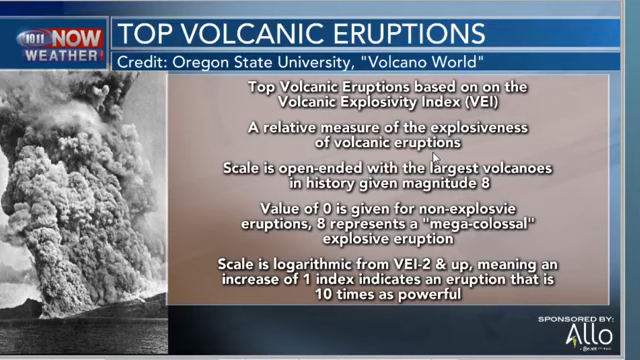 10/11 NOW
WEATHER
TOP VOLCANIC ERUPTIONS
Credit: Oregon State University, "Volcano World"
Top Volcanic Eruptions based on on the
Volcanic Explosivity Index (VEI)
A relative measure of the explosiveness
of volcanic eruptions
Scale is open-ended with the largest volcanoes
in history given magnitude 8
Value of 0 is given for non-explosvie
eruptions, 8 represents a "mega-colossal"
explosive eruption
Scale is logarithmic from VEI-2 & up, meaning an
increase of 1 index indicates an eruption that is
10 times as powerful
SPONSORED BY:
Allo